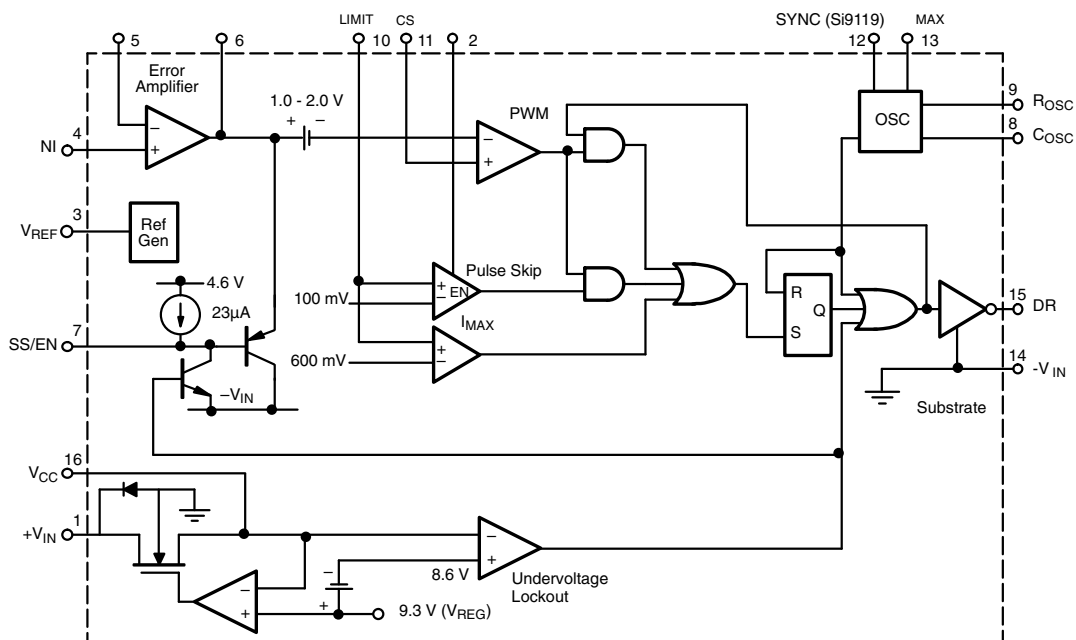 LIMIT CS SYNC (Si9119) MAX
5 6 10 11 2 12 13
Error
Amplifier
1.0 - 2.0 V
+ −
PWM
9 ROSC
OSC
8 COSC
−
+
−
+
4
NI
3
VREF
Ref
Gen
4.6 V
23µA
Pulse Skip
+
−
EN
100 mV
IMAX
+
−
600 mV
R
Q
S
15 DR
7
SS/EN
14
-V IN
−VIN
Substrate
16
VCC
1
+VIN
−
+
−
+
8.6 V
Undervoltage
Lockout
−
+
9.3 V (VREG)